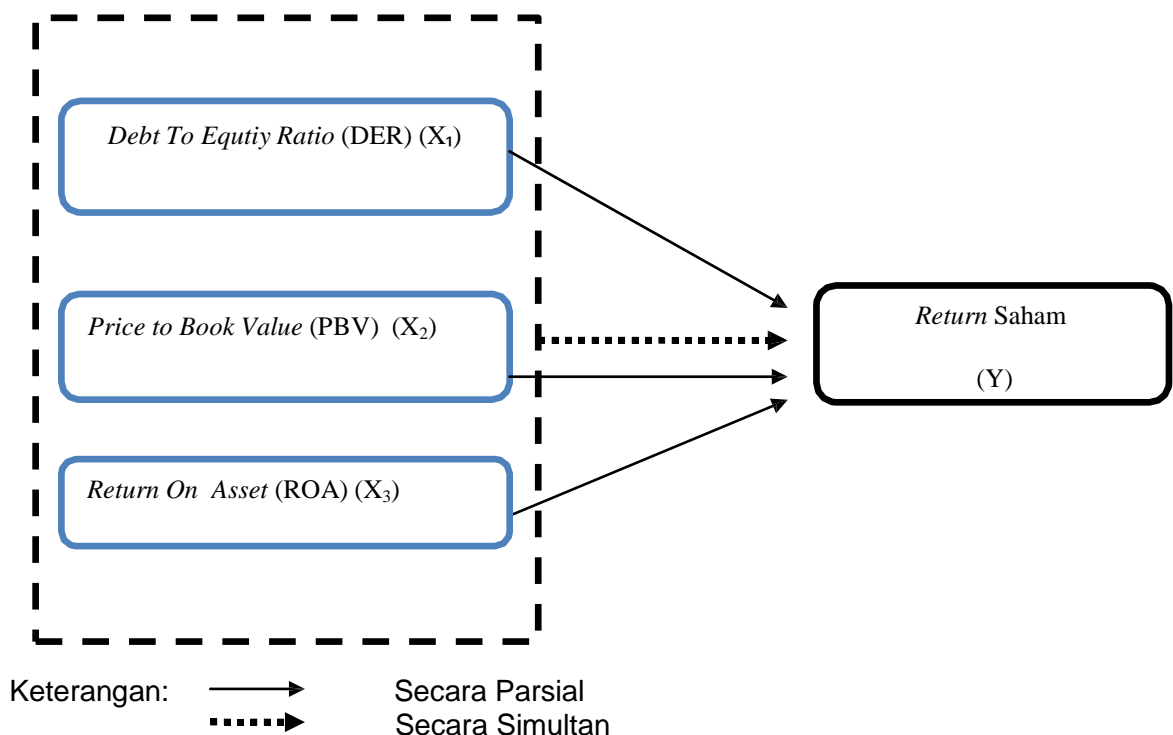 Debt To Equtiy Ratio (DER) (X₁)
Price to Book Value (PBV) (X₂)
Return On Asset (ROA) (X₃)
Return Saham
(Y)
Keterangan:
Secara Parsial
Secara Simultan